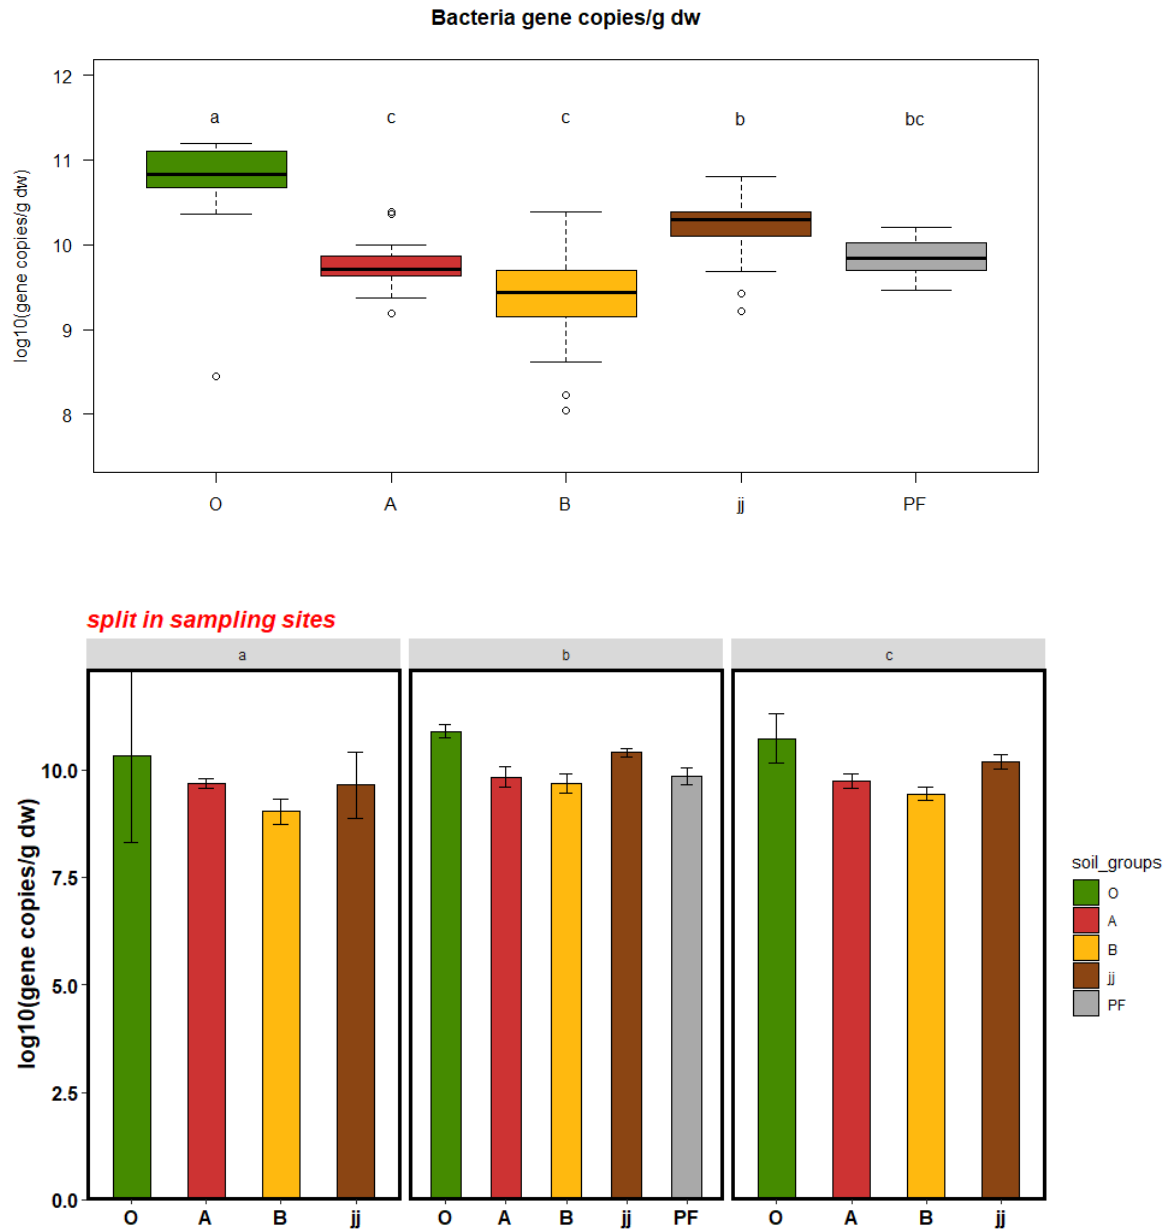 Bacteria gene copies/g dw
log10(gene copies/g dw)
12
11
10
9
8
a c c b bc
O A B jj PF
split in sampling sites
a b c
log10(gene copies/g dw)
10.0
7.5
5.0
2.5
0.0
O A B jj O A B jj PF O A B jj
soil_groups
O
A
B
jj
PF